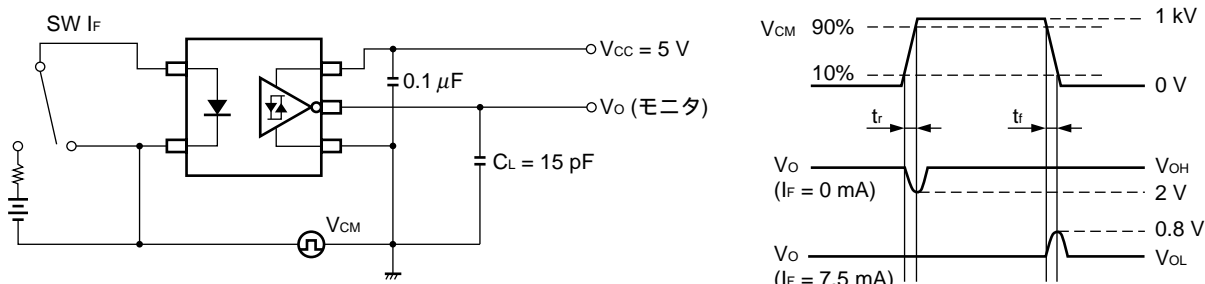 SW IF
VCC = 5 V
0.1 μF
VO (モニタ)
CL = 15 pF
VCM
VCM 90%
1 kV
10%
0 V
tr
tf
VO
(IF = 0 mA)
VOH
2 V
0.8 V
VO
(IF = 7.5 mA)
VOL